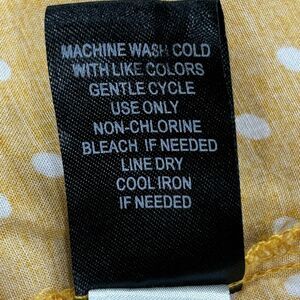 MACHINE WASH COLD
WITH LIKE COLORS
GENTLE CYCLE
USE ONLY
NON-CHLORINE
BLEACH IF NEEDED
LINE DRY
COOL IRON
IF NEEDED